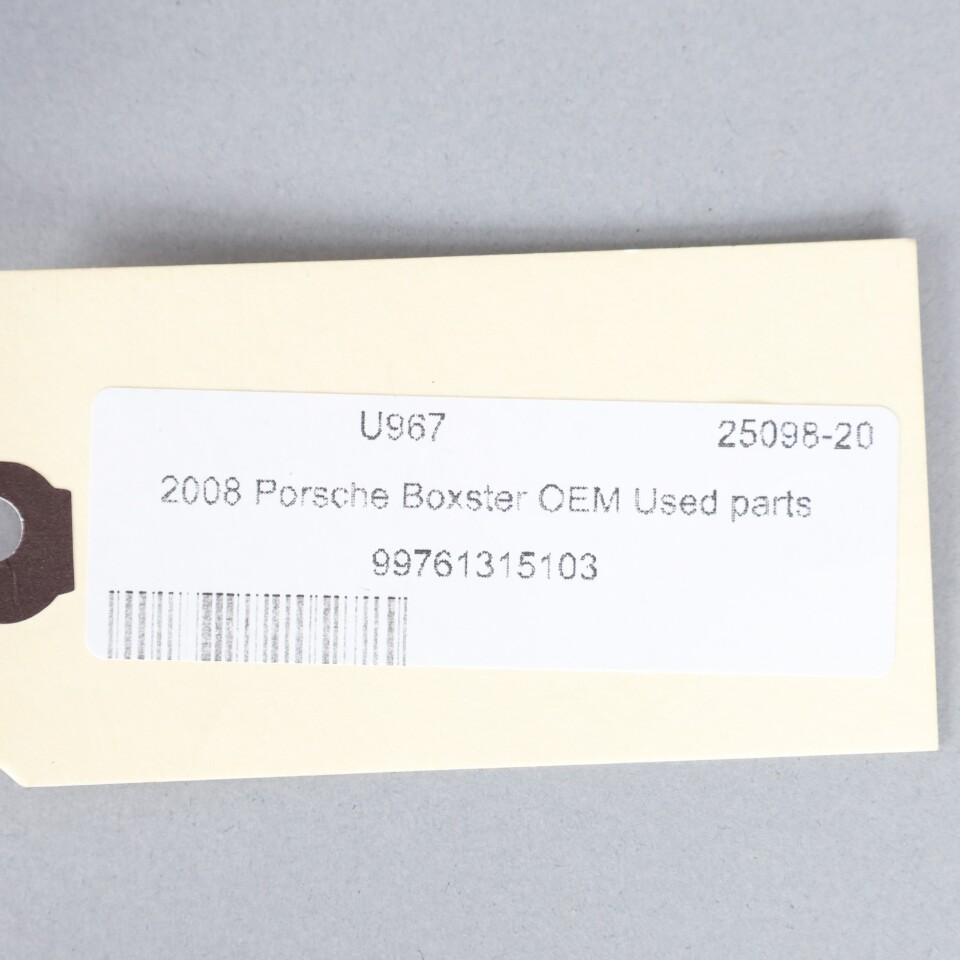 U967 25098-20
2008 Porsche Boxster OEM Used parts
99761315103